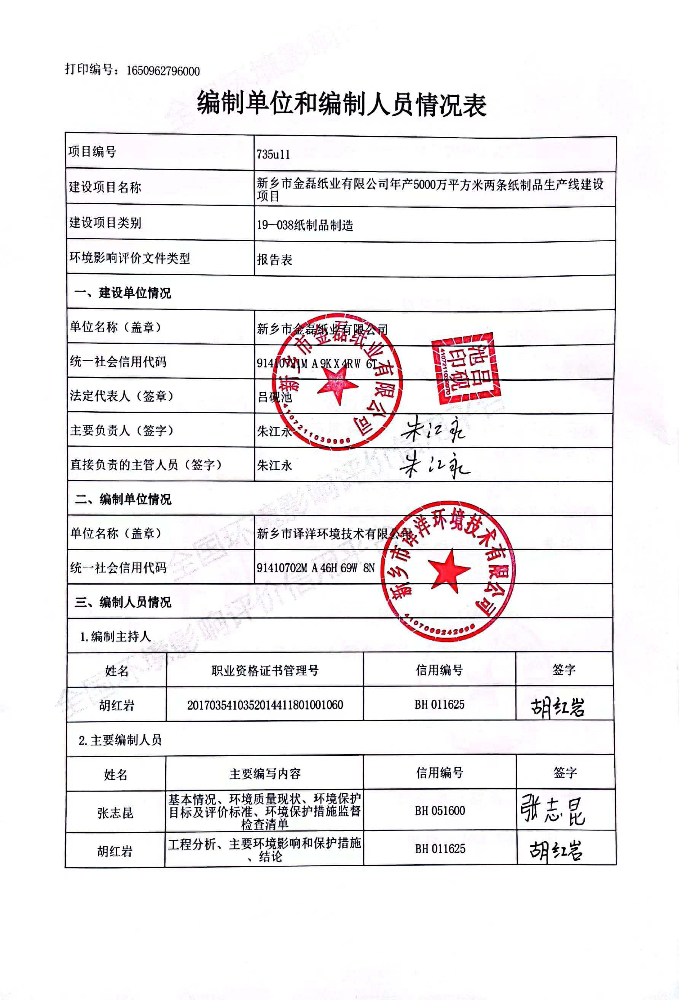 打印编号：1650962796000
编制单位和编制人员情况表
项目编号 735u11
建设项目名称 新乡市金磊纸业有限公司年产5000万平方米两条纸制品生产线建设
项目
建设项目类别 19—038纸制品制造
环境影响评价文件类型 报告表
一、建设单位情况
单位名称（盖章） 新乡市金磊纸业有限公司
统一社会信用代码 91410721MA9KX4RW6T
法定代表人（签章） 吕砚池
主要负责人（签字） 朱江永 朱江永
直接负责的主管人员（签字） 朱江永 朱江永
新乡市金磊纸业有限公司
4107211039966
吕砚池印
4107211039970
二、编制单位情况
单位名称（盖章） 新乡市译洋环境技术有限公司
统一社会信用代码 91410702MA46H69W8N
新乡市译洋环境技术有限公司
三、编制人员情况
1.编制主持人
姓名 职业资格证书管理号 信用编号 签字
胡红岩 2017035410352014411801001060 BH 011625 胡红岩
2.主要编制人员
姓名 主要编写内容 信用编号 签字
张志昆 基本情况、环境质量现状、环境保护
目标及评价标准、环境保护措施监督
检查清单 BH 051600 张志昆
胡红岩 工程分析、主要环境影响和保护措施
、结论 BH 011625 胡红岩
全国环境影响评价信用平台
全国环境影响评价信用平台